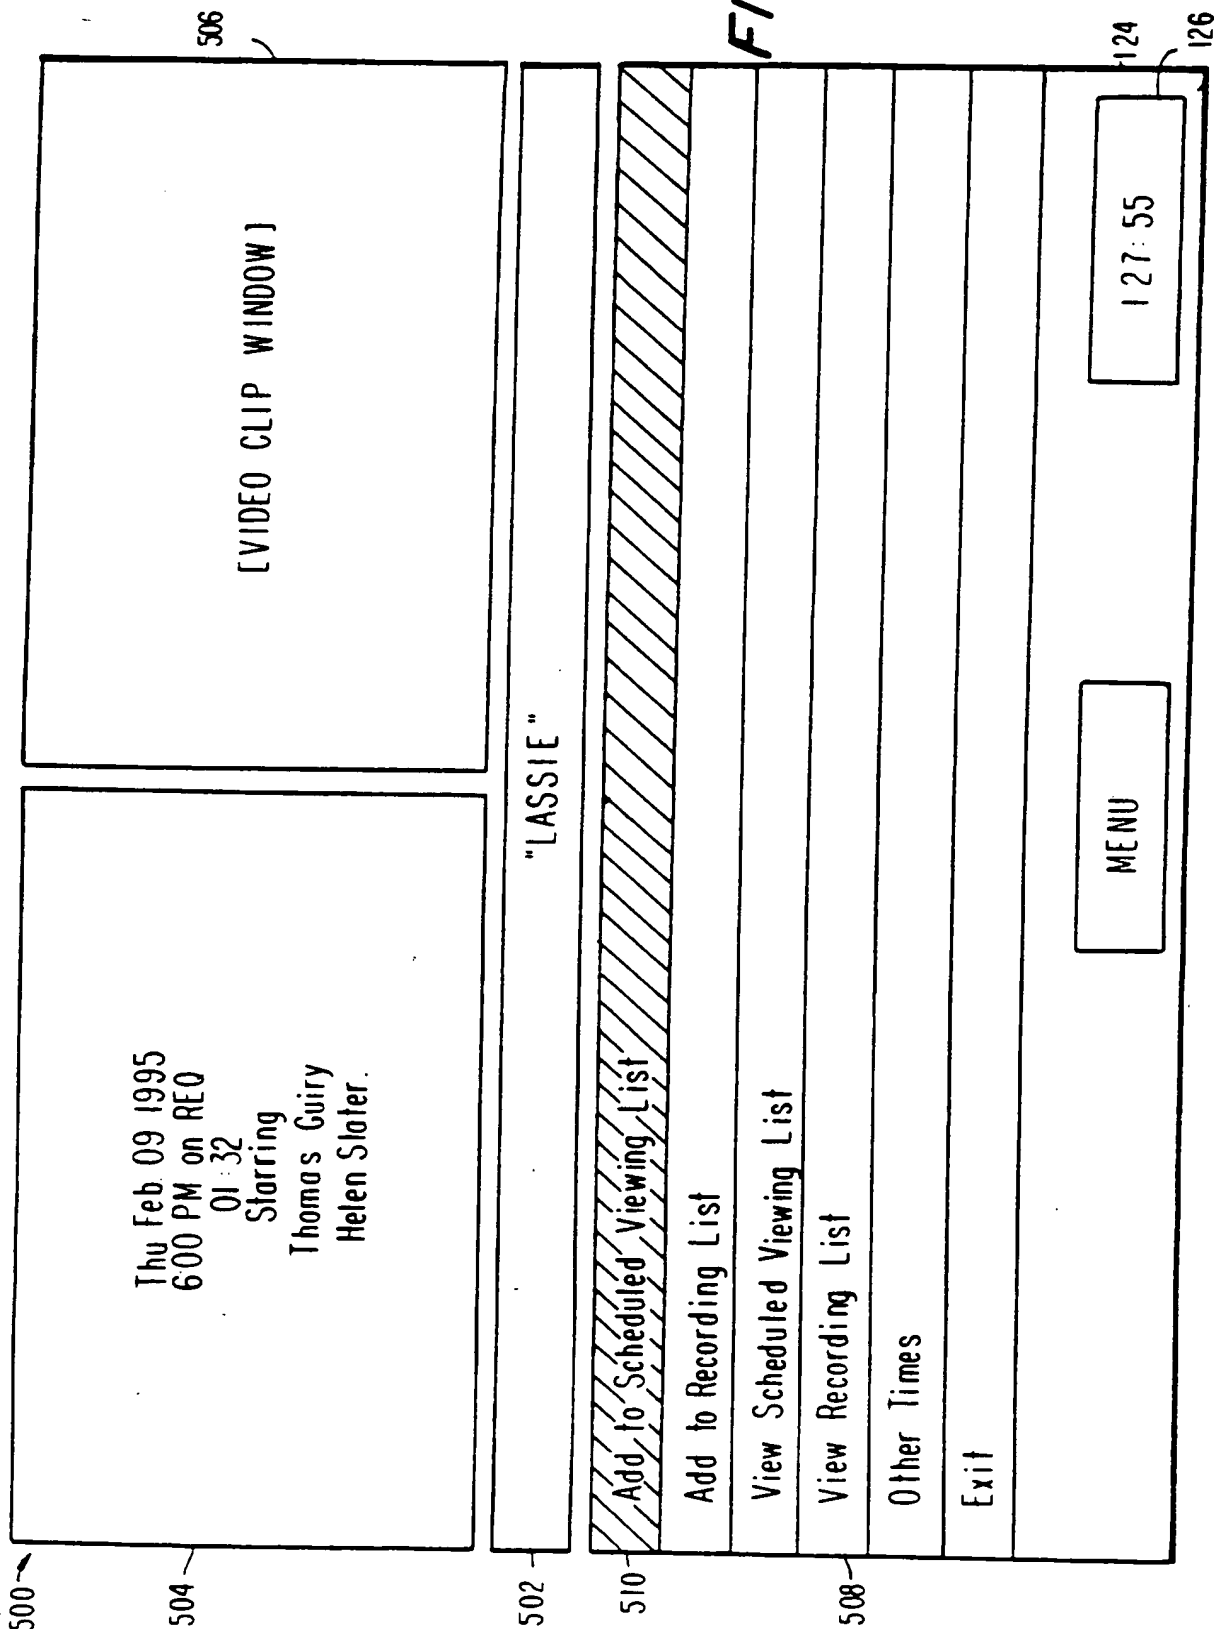 500
504
Thu Feb 09 1995
6:00 PM on REQ
01:32
Starring
Thomas Guiry
Helen Slater.
[VIDEO CLIP WINDOW]
506
502
"LASSIE"
510
Add to Scheduled Viewing List
Add to Recording List
View Scheduled Viewing List
508
View Recording List
Other Times
Exit
MENU
127:55
124
126